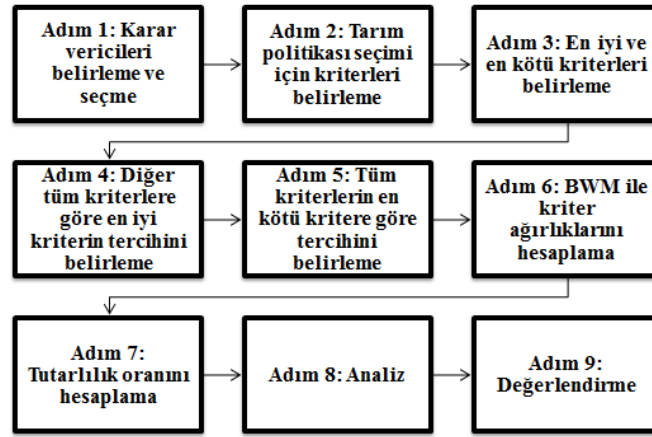 Adım 1: Karar
vericileri
belirleme ve
seçme
Adım 2: Tarım
politikası seçimi
için kriterleri
belirleme
Adım 3: En iyi ve
en kötü kriterleri
belirleme
Adım 4: Diğer
tüm kriterlere
göre en iyi
kriterin tercihini
belirleme
Adım 5: Tüm
kriterlerin en
kötü kritere göre
tercihini
belirleme
Adım 6: BWM ile
kriter
ağırlıklarını
hesaplama
Adım 7:
Tutarlılık oranını
hesaplama
Adım 8: Analiz
Adım 9:
Değerlendirme